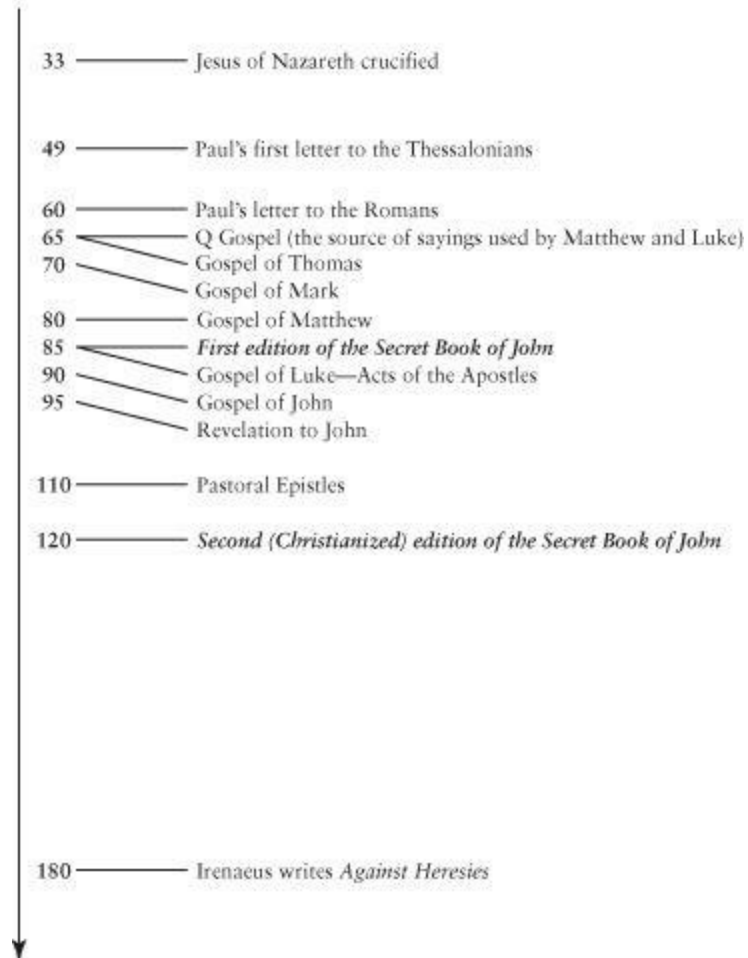 33 Jesus of Nazareth crucified
49 Paul's first letter to the Thessalonians
60 Paul's letter to the Romans
65 Q Gospel (the source of sayings used by Matthew and Luke)
Gospel of Thomas
70 Gospel of Mark
80 Gospel of Matthew
85 First edition of the Secret Book of John
Gospel of Luke—Acts of the Apostles
90 Gospel of John
95 Revelation to John
110 Pastoral Epistles
120 Second (Christianized) edition of the Secret Book of John
180 Irenaeus writes Against Heresies